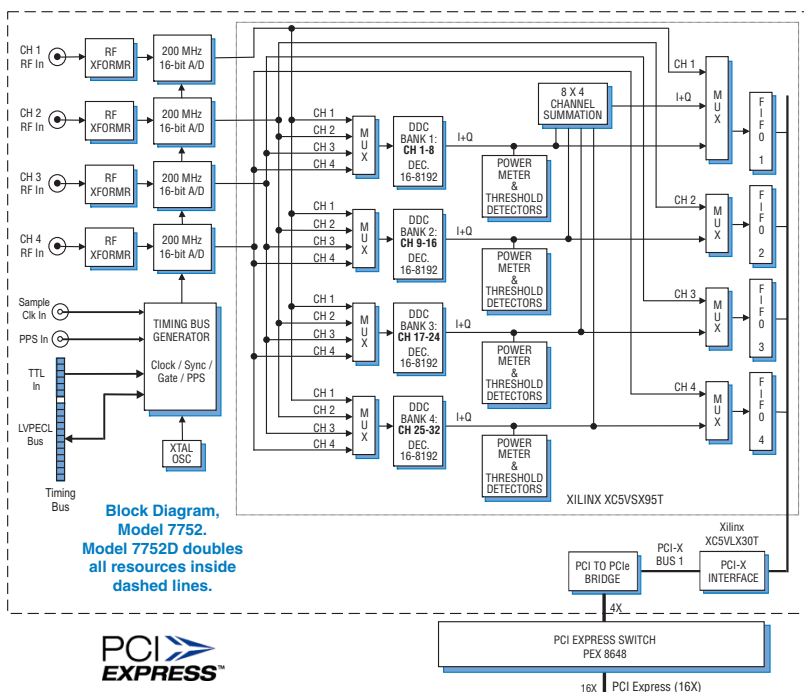 CH 1
RF In
RF
XFORMR
200 MHz
16-bit A/D
CH 2
RF In
RF
XFORMR
200 MHz
16-bit A/D
CH 3
RF In
RF
XFORMR
200 MHz
16-bit A/D
CH 4
RF In
RF
XFORMR
200 MHz
16-bit A/D
Sample
Clk In
PPS In
TTL
In
LVPECL
Bus
Timing
Bus
TIMING BUS
GENERATOR
Clock / Sync /
Gate / PPS
XTAL
OSC
Block Diagram,
Model 7752.
Model 7752D doubles
all resources inside
dashed lines.
CH 1
CH 2
CH 3
CH 4
MUX
DDC
BANK 1:
CH 1-8
DEC.
16-8192
I+Q
POWER
METER
&
THRESHOLD
DETECTORS
CH 1
CH 2
CH 3
CH 4
MUX
DDC
BANK 2:
CH 9-16
DEC.
16-8192
I+Q
POWER
METER
&
THRESHOLD
DETECTORS
CH 1
CH 2
CH 3
CH 4
MUX
DDC
BANK 3:
CH 17-24
DEC.
16-8192
I+Q
POWER
METER
&
THRESHOLD
DETECTORS
CH 1
CH 2
CH 3
CH 4
MUX
DDC
BANK 4:
CH 25-32
DEC.
16-8192
I+Q
POWER
METER
&
THRESHOLD
DETECTORS
8 X 4
CHANNEL
SUMMATION
CH 1
I+Q
MUX
FIFO 1
CH 2
MUX
FIFO 2
CH 3
MUX
FIFO 3
CH 4
MUX
FIFO 4
XILINX XC5VSX95T
Xilinx
XC5VLX30T
PCI TO PCIe
BRIDGE
PCI-X
BUS 1
PCI-X
INTERFACE
4X
PCI EXPRESS SWITCH
PEX 8648
16X
PCI Express (16X)
PCI
EXPRESS™